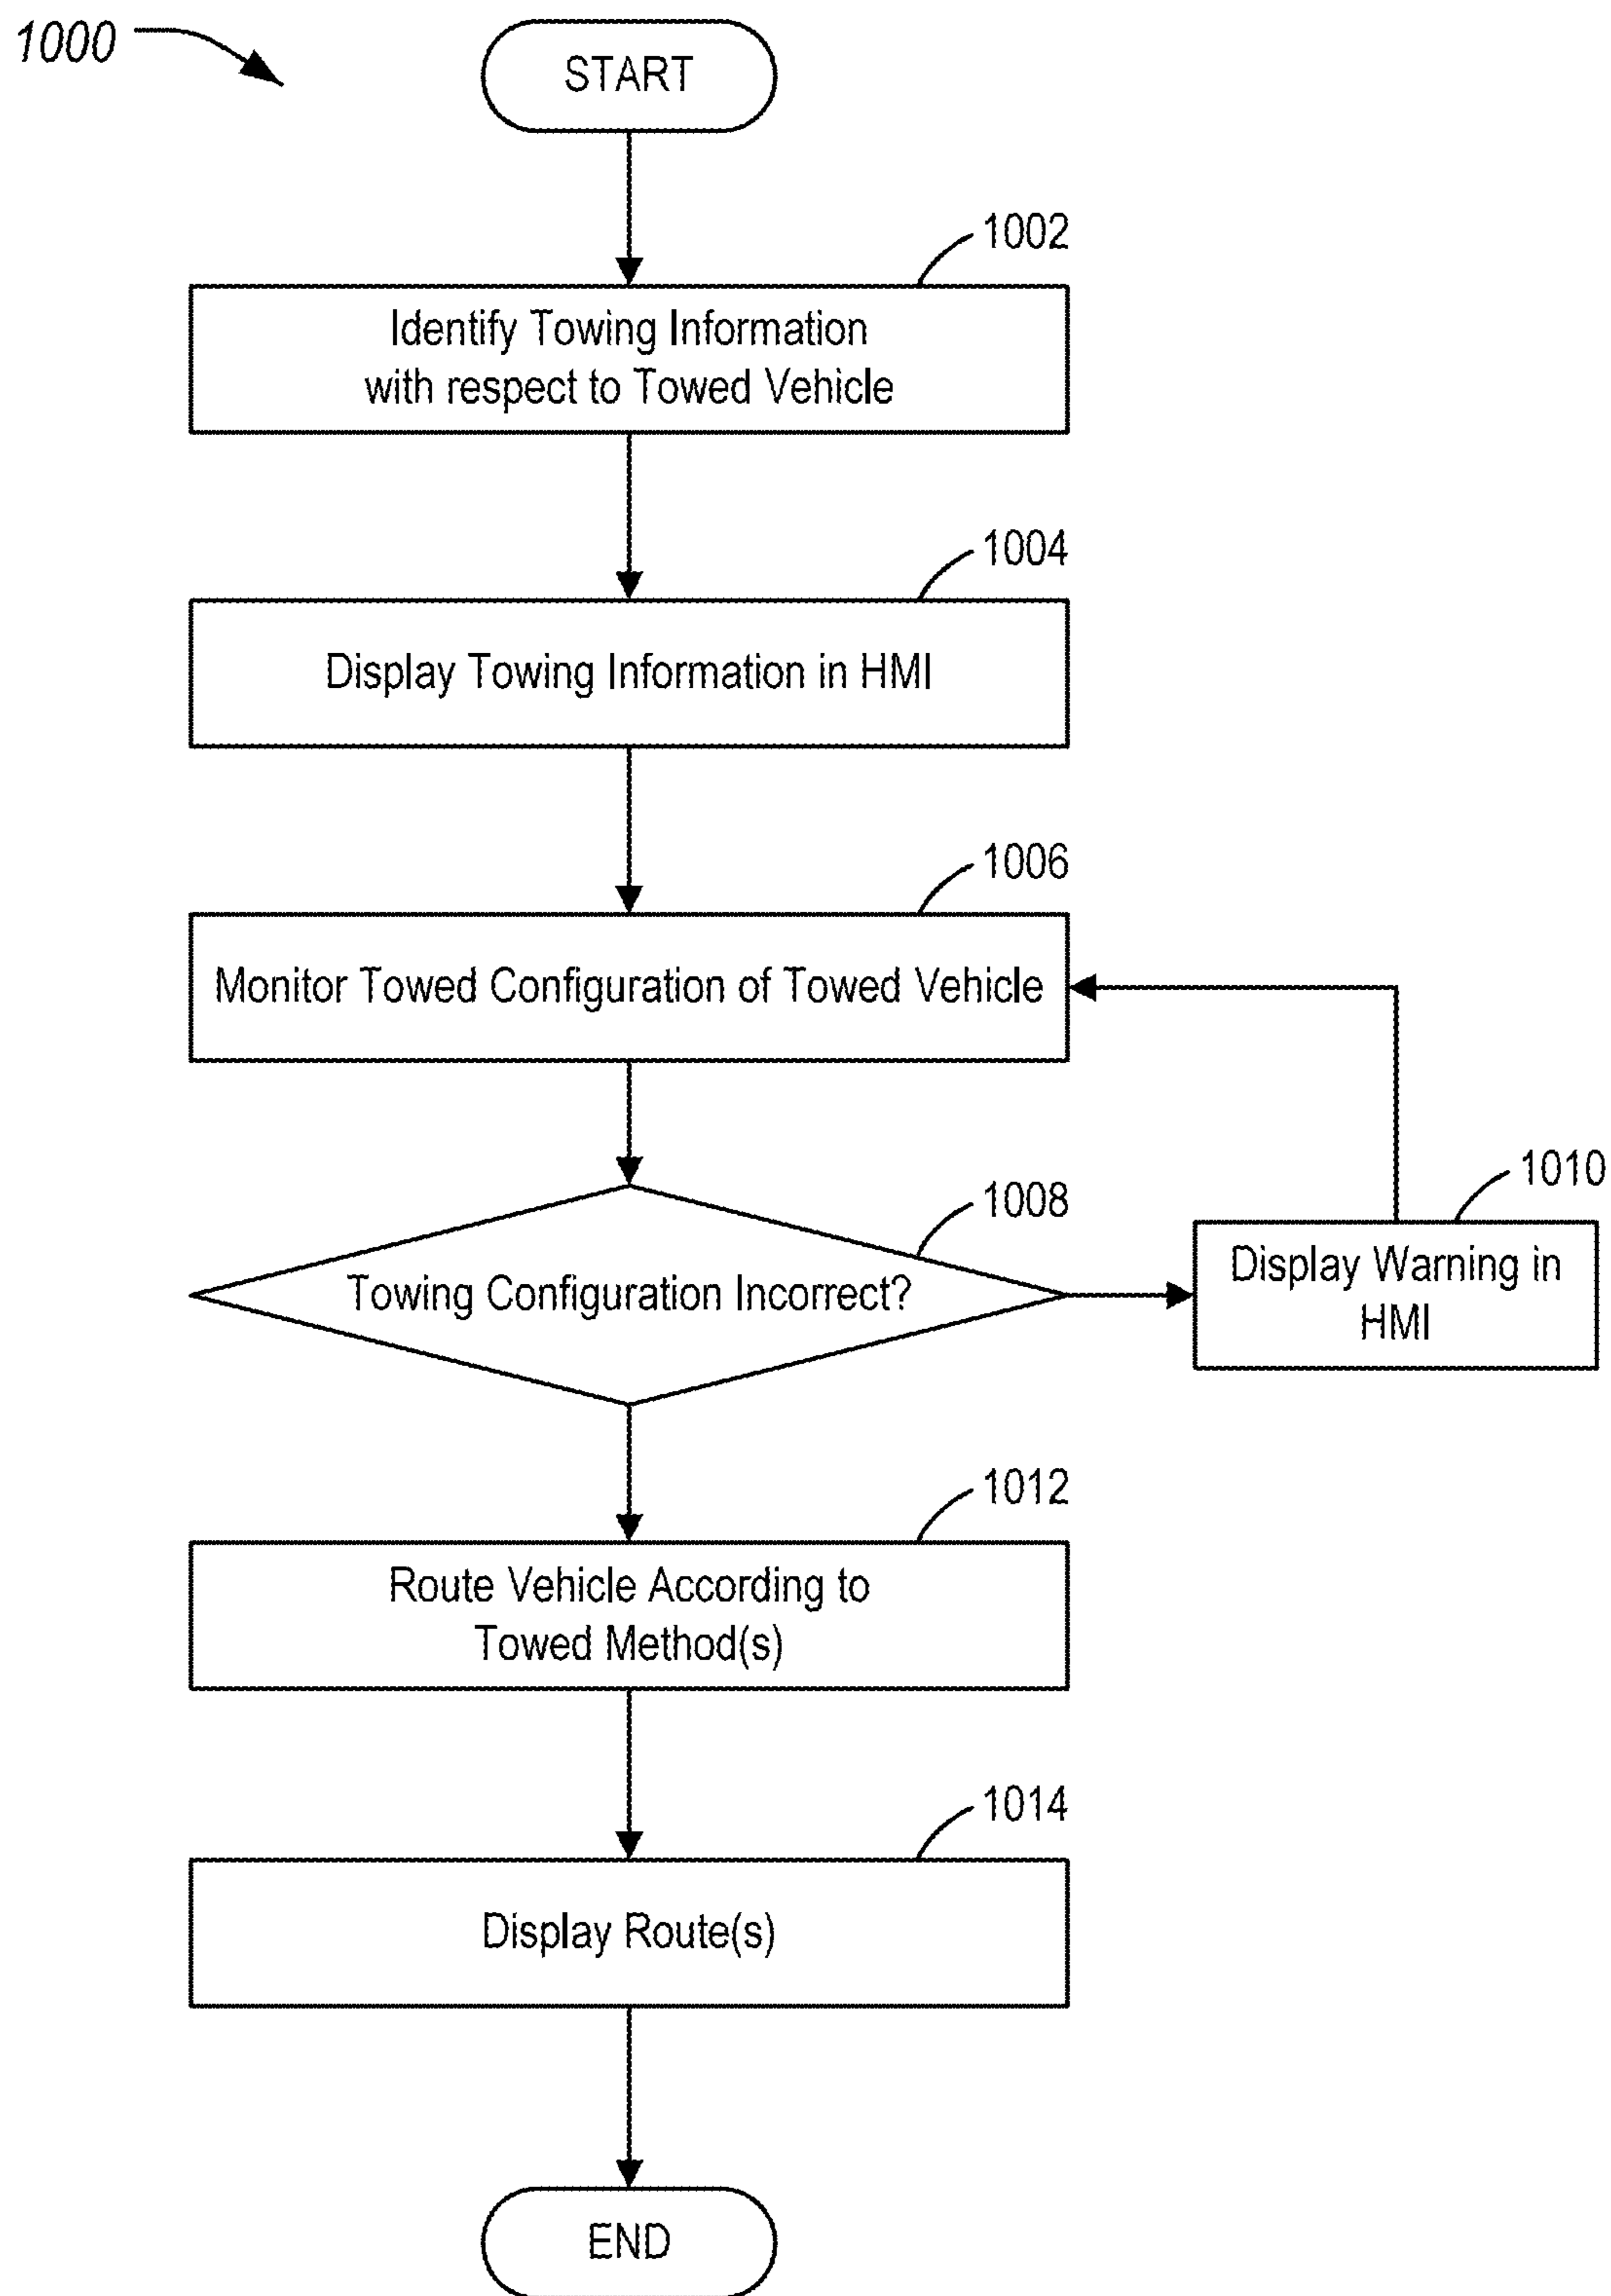 1000
START
1002
Identify Towing Information
with respect to Towed Vehicle
1004
Display Towing Information in HMI
1006
Monitor Towed Configuration of Towed Vehicle
1008
Towing Configuration Incorrect?
1010
Display Warning in
HMI
1012
Route Vehicle According to
Towed Method(s)
1014
Display Route(s)
END